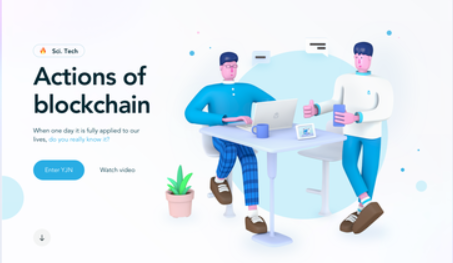 Sci. Tech
Actions of
blockchain
When one day it is fully applied to our
lives, do you really know it?
Enter YJN
Watch video